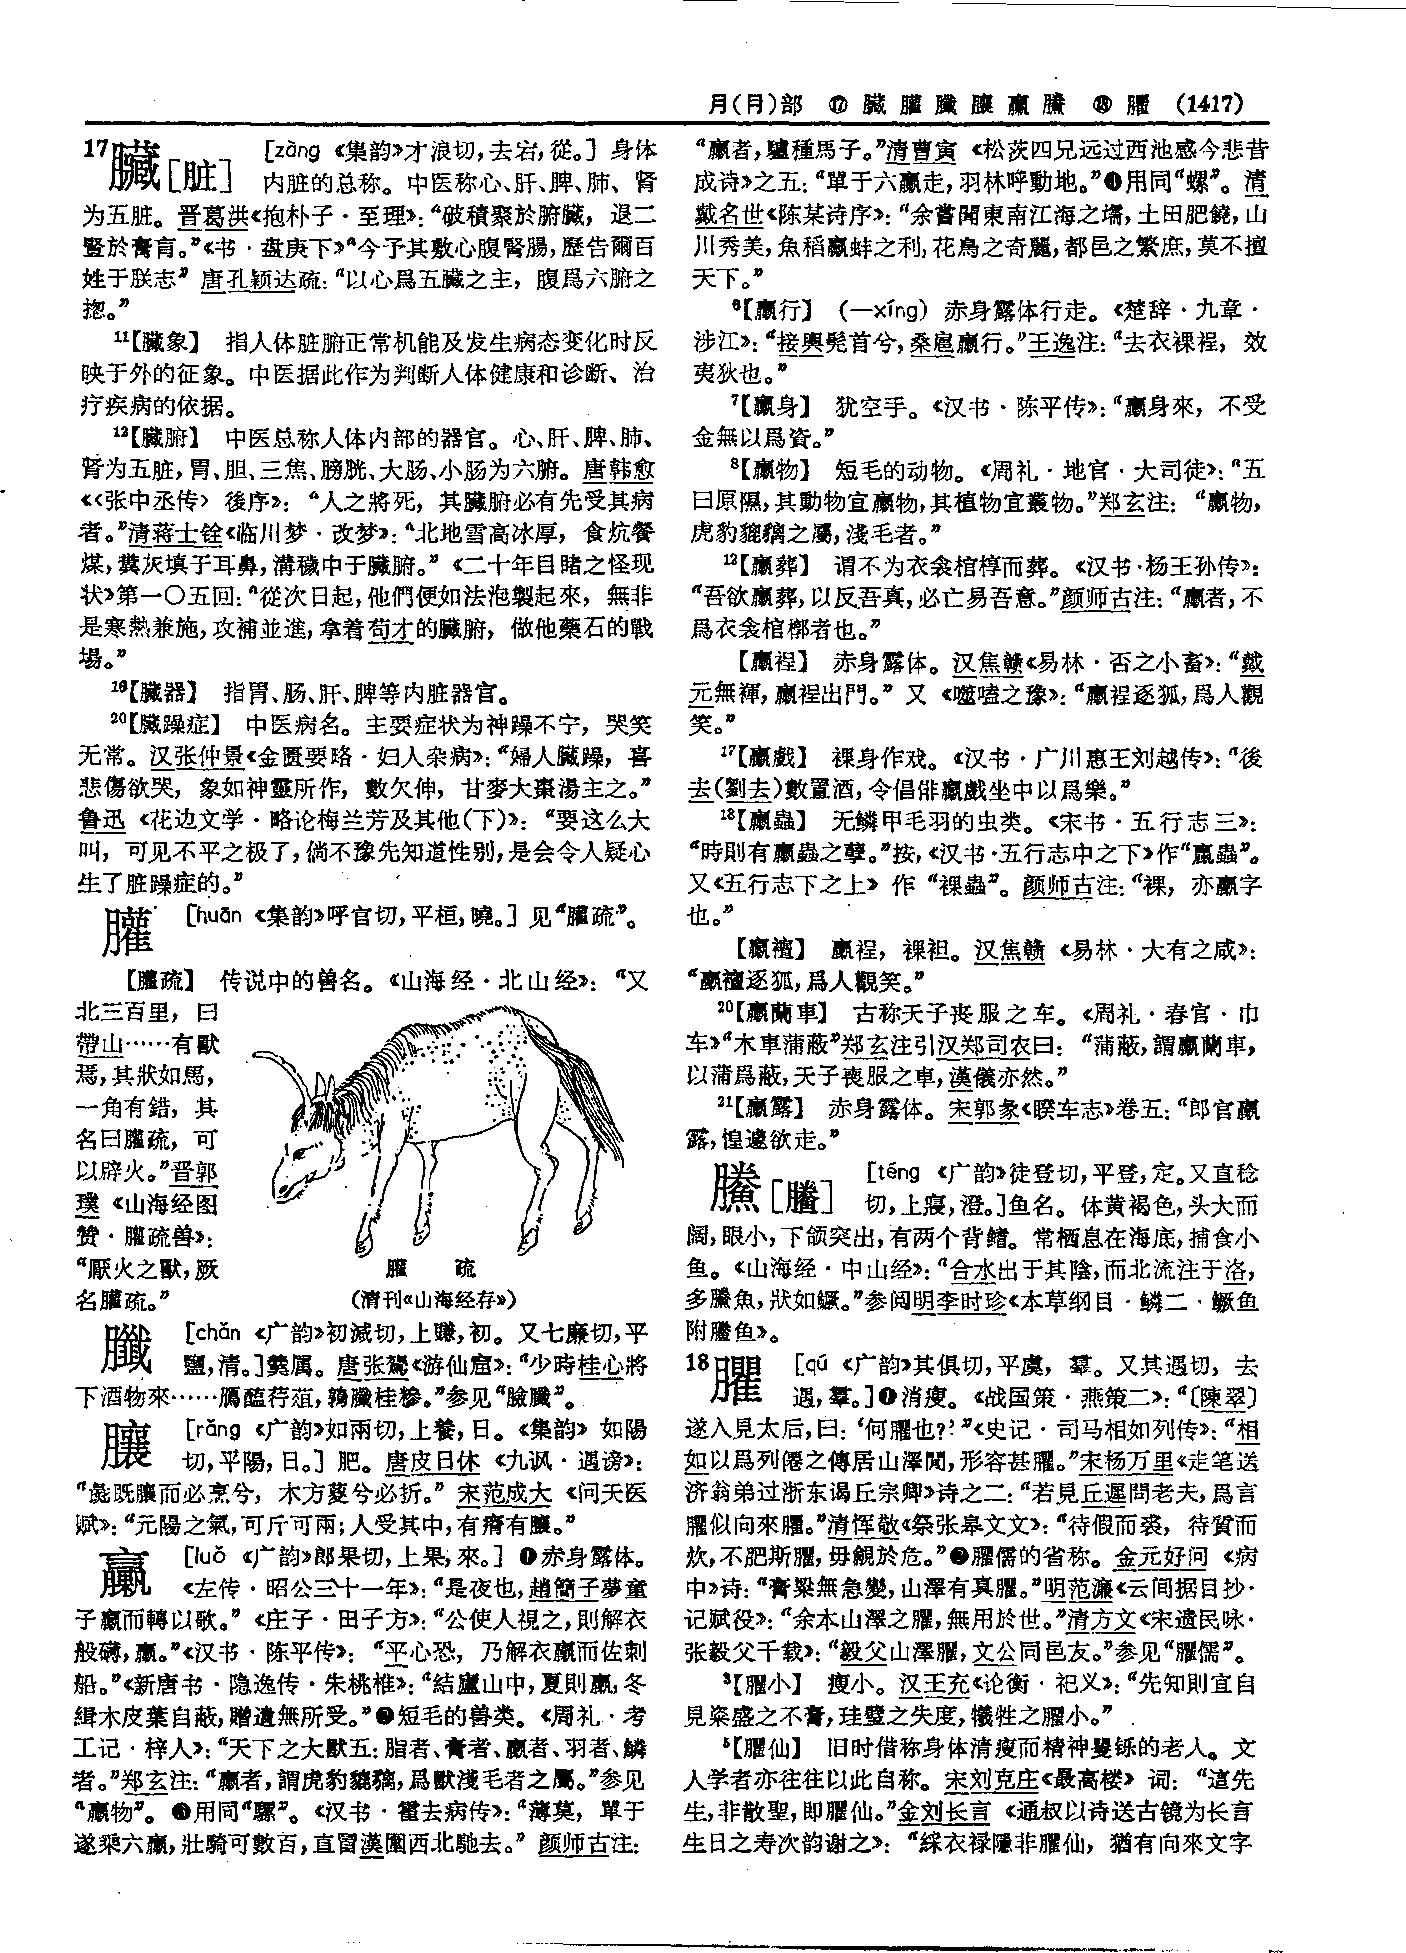 月(⺼)部 ⑰ 臟 臛 臘 臝 騰 ⑱ 臞 (1417)
17臟[脏] [zàng 《集韵》才浪切,去宕,從。] 身体
内脏的总称。中医称心、肝、脾、肺、肾
为五脏。晋葛洪《抱朴子·至理》:“破積聚於腑臟,退二
豎於膏肓。”《书·盘庚下》“今予其敷心腹腎腸,歷告爾百
姓于朕志” 唐孔颖达疏:“以心爲五臟之主,腹爲六腑之
揔。”
11【臟象】 指人体脏腑正常机能及发生病态变化时反
映于外的征象。中医据此作为判断人体健康和诊断、治
疗疾病的依据。
12【臟腑】 中医总称人体内部的器官。心、肝、脾、肺、
肾为五脏,胃、胆、三焦、膀胱、大肠、小肠为六腑。唐韩愈
《〈张中丞传〉後序》:“人之將死,其臟腑必有先受其病
者。”清蒋士铨《临川梦·改梦》:“北地雪高冰厚,食炕餐
煤,糞灰填于耳鼻,溝穢中于臟腑。”《二十年目睹之怪现
状》第一〇五回:“從次日起,他們便如法泡製起來,無非
是寒熱兼施,攻補並進,拿着苟才的臟腑,做他藥石的戰
場。”
16【臟器】 指胃、肠、肝、脾等内脏器官。
20【臟躁症】 中医病名。主要症状为神躁不宁,哭笑
无常。汉张仲景《金匮要略·妇人杂病》:“婦人臟躁,喜
悲傷欲哭,象如神靈所作,數欠伸,甘麥大棗湯主之。”
鲁迅《花边文学·略论梅兰芳及其他(下)》:“要这么大
叫,可见不平之极了,倘不豫先知道性别,是会令人疑心
生了脏躁症的。”
臛 [huān 《集韵》呼官切,平桓,曉。] 见“䑏疏”。
【䑏疏】 传说中的兽名。《山海经·北山经》:“又
北三百里,曰
帶山……有獸
焉,其狀如馬,
一角有錯,其
名曰䑏疏,可
以辟火。”晋郭
璞《山海经图
赞·䑏疏兽》:
“厭火之獸,厥
名䑏疏。”
䑏 疏
(清刊《山海经存》)
[chǎn 《广韵》初減切,上豏,初。又七廉切,平
鹽,清。]羹属。唐张鷟《游仙窟》:“少時桂心將
下酒物來……鴈醢荇菹,鶉臘桂糝。”参见“臉臘”。
[rǎng 《广韵》如兩切,上養,日。《集韵》如陽
切,平陽,日。] 肥。唐皮日休《九讽·遇谤》:
“彘既䑋而必烹兮,木方蔆兮必折。” 宋范成大《问天医
赋》:“元陽之氣,可斤可兩;人受其中,有瘠有䑋。”
臝 [luǒ 《广韵》郎果切,上果,來。] ❶赤身露体。
《左传·昭公三十一年》:“是夜也,趙簡子夢童
子臝而轉以歌。”《庄子·田子方》:“公使人視之,則解衣
般礴,臝。”《汉书·陈平传》:“平心恐,乃解衣臝而佐刺
船。”《新唐书·隐逸传·朱桃椎》:“結廬山中,夏則臝,冬
緝木皮葉自蔽,贈遺無所受。”❷短毛的兽类。《周礼·考
工记·梓人》:“天下之大獸五:脂者、膏者、臝者、羽者、鱗
者。”郑玄注:“臝者,謂虎豹貔螭,爲獸淺毛者之屬。”参见
“臝物”。❸用同“騾”。《汉书·霍去病传》:“薄莫,單于
遂乘六臝,壯騎可數百,直冒漢圍西北馳去。”颜师古注:
“臝者,驢種馬子。”清曹寅《松茨四兄远过西池感今悲昔
成诗》之五:“單于六臝走,羽林呼動地。”❹用同“螺”。清
戴名世《陈某诗序》:“余嘗聞東南江海之壖,土田肥饒,山
川秀美,魚稻臝蚌之利,花鳥之奇麗,都邑之繁庶,莫不擅
天下。”
6【臝行】 (—xíng) 赤身露体行走。《楚辞·九章·
涉江》:“接輿髡首兮,桑扈臝行。”王逸注:“去衣裸裎,效
夷狄也。”
7【臝身】 犹空手。《汉书·陈平传》:“臝身來,不受
金無以爲資。”
8【臝物】 短毛的动物。《周礼·地官·大司徒》:“五
曰原隰,其動物宜臝物,其植物宜叢物。”郑玄注:“臝物,
虎豹貔貐之屬,淺毛者。”
12【臝葬】 谓不为衣衾棺椁而葬。《汉书·杨王孙传》:
“吾欲臝葬,以反吾真,必亡易吾意。”颜师古注:“臝者,不
爲衣衾棺槨者也。”
【臝裎】 赤身露体。汉焦赣《易林·否之小畜》:“戴
元無褌,臝裎出門。” 又《噬嗑之豫》:“臝裎逐狐,爲人觀
笑。”
17【臝戲】 裸身作戏。《汉书·广川惠王刘越传》:“後
去(劉去)數置酒,令倡俳臝戲坐中以爲樂。”
18【臝蟲】 无鳞甲毛羽的虫类。《宋书·五行志三》:
“時則有臝蟲之孽。”按,《汉书·五行志中之下》作“蠃蟲”。
又《五行志下之上》作“裸蟲”。颜师古注:“裸,亦臝字
也。”
【臝襢】 臝裎,裸袒。汉焦赣《易林·大有之咸》:
“臝襢逐狐,爲人觀笑。”
20【臝蘭車】 古称天子丧服之车。《周礼·春官·巾
车》“木車蒲蔽”郑玄注引汉郑司农曰:“蒲蔽,謂臝蘭車,
以蒲爲蔽,天子喪服之車,漢儀亦然。”
21【臝露】 赤身露体。宋郭彖《睽车志》卷五:“郎官臝
露,惶遽欲走。”
䲢[䲢] [téng 《广韵》徒登切,平登,定。又直稔
切,上寢,澄。]鱼名。体黄褐色,头大而
阔,眼小,下颌突出,有两个背鳍。常栖息在海底,捕食小
鱼。《山海经·中山经》:“合水出于其陰,而北流注于洛,
多䲢魚,狀如鱖。”参阅明李时珍《本草纲目·鳞二·鳜鱼
附䲢鱼》。
18臞 [qú 《广韵》其俱切,平虞,羣。又其遇切,去
遇,羣。]❶消瘦。《战国策·燕策二》:“〔陳翠〕
遂入見太后,曰:‘何臞也?’”《史记·司马相如列传》:“相
如以爲列僊之傳居山澤閒,形容甚臞。”宋杨万里《走笔送
济翁弟过浙东谒丘宗卿》诗之二:“若見丘遲問老夫,爲言
臞似向來臞。”清恽敬《祭张皋文文》:“待假而裘,待質而
炊,不肥斯臞,毋覬於危。”❷臞儒的省称。金元好问《病
中》诗:“膏粱無急變,山澤有真臞。”明范濂《云间据目抄·
记赋役》:“余本山澤之臞,無用於世。”清方文《宋遗民咏·
张毅父千载》:“毅父山澤臞,文公同邑友。”参见“臞儒”。
3【臞小】 瘦小。汉王充《论衡·祀义》:“先知則宜自
見粢盛之不膏,珪璧之失度,犧牲之臞小。”
5【臞仙】 旧时借称身体清瘦而精神矍铄的老人。文
人学者亦往往以此自称。宋刘克庄《最高楼》词:“這先
生,非散聖,即臞仙。”金刘长言《通叔以诗送古镜为长言
生日之寿次韵谢之》:“綵衣禄隱非臞仙,猶有向來文字